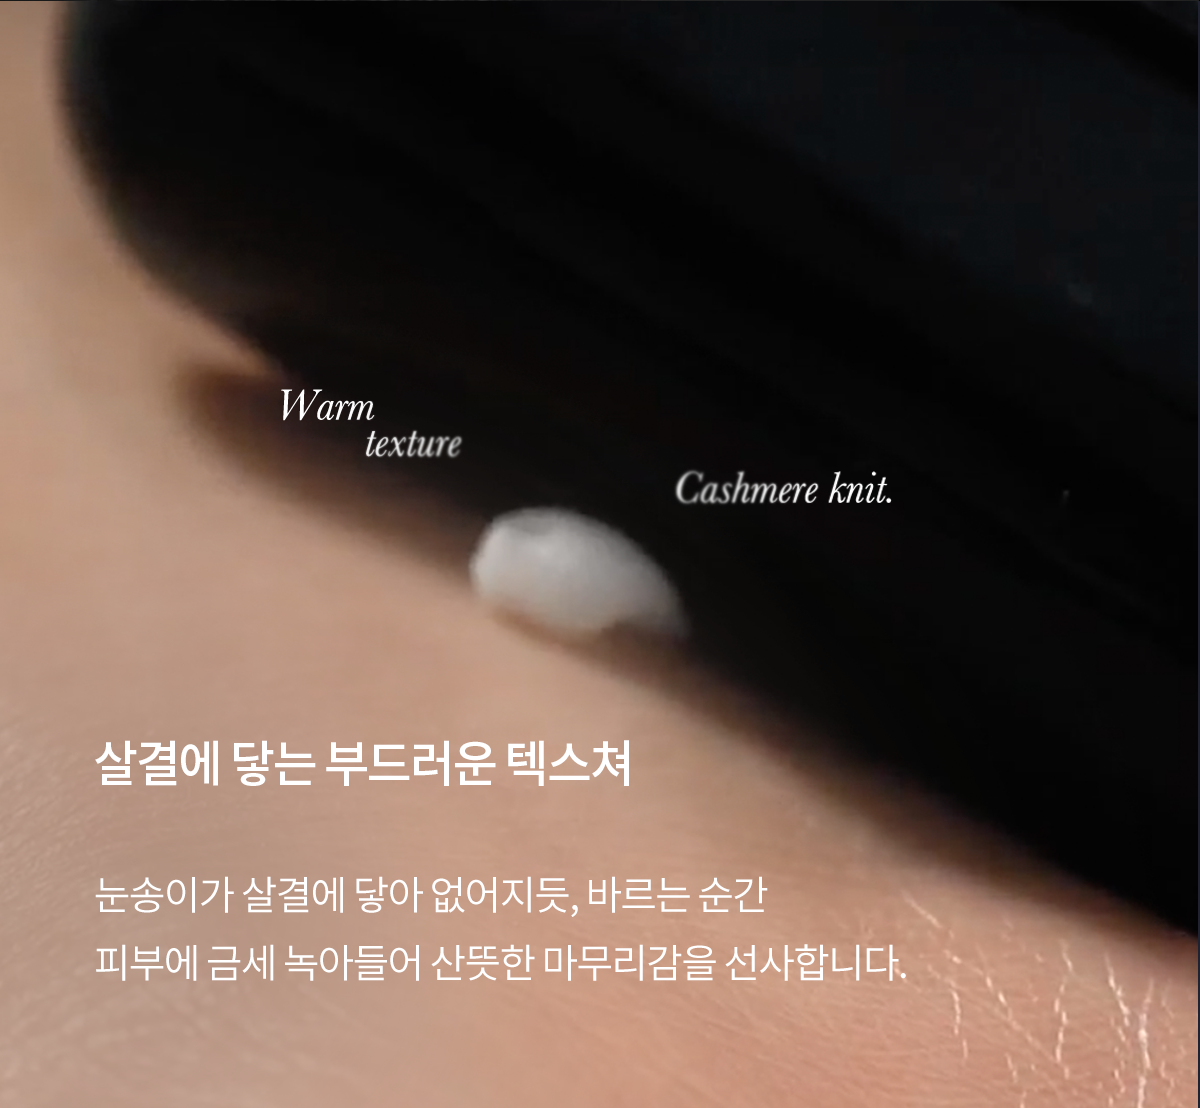 Warm
texture
Cashmere knit.
살결에 닿는 부드러운 텍스쳐
눈송이가 살결에 닿아 없어지듯, 바르는 순간
피부에 금세 녹아들어 산뜻한 마무리감을 선사합니다.